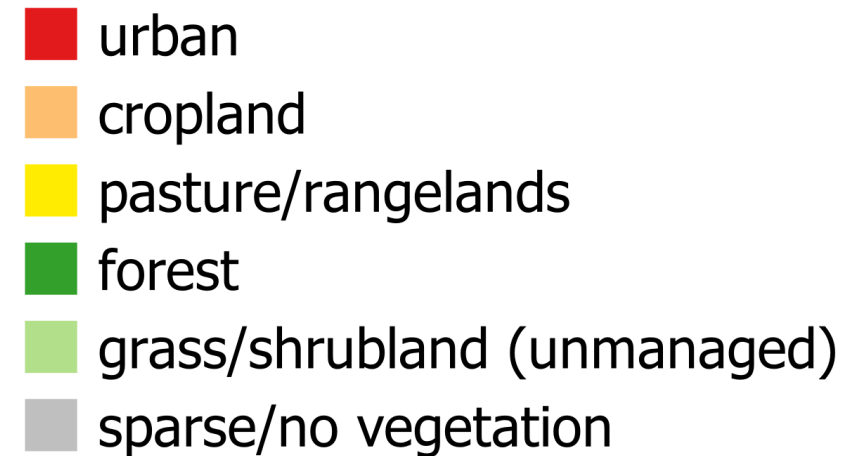 urban
cropland
pasture/rangelands
forest
grass/shrubland (unmanaged)
sparse/no vegetation